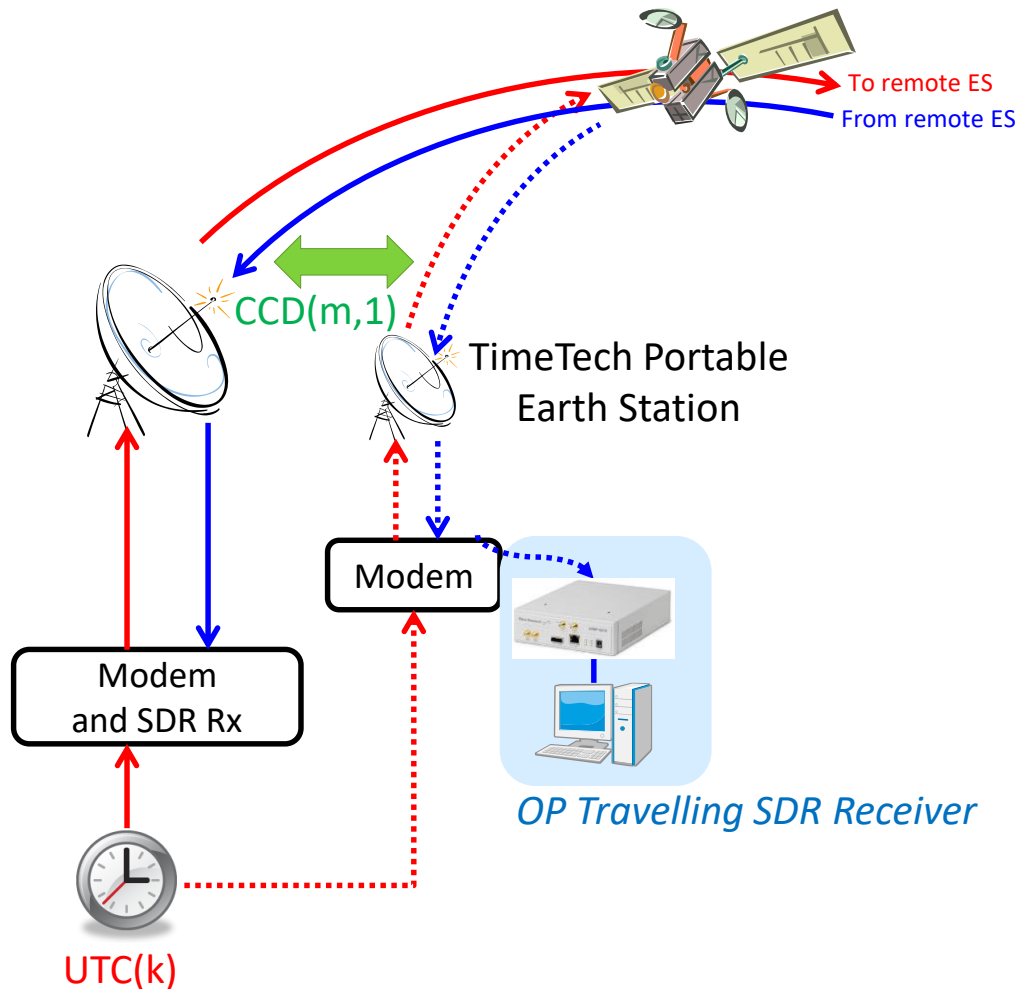 To remote ES
From remote ES
CCD(m,1)
TimeTech Portable
Earth Station
Modem
Modem
and SDR Rx
OP Travelling SDR Receiver
UTC(k)